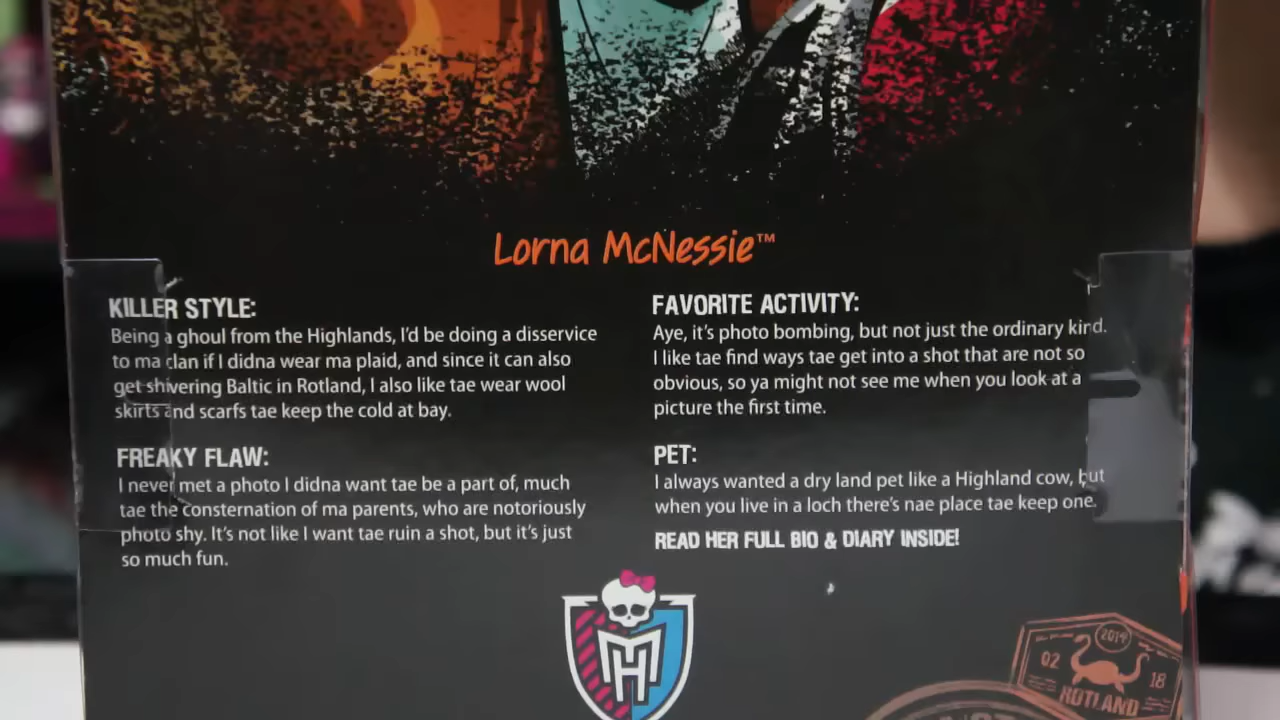 Lorna McNessie™
KILLER STYLE:
Being a ghoul from the Highlands, I'd be doing a disservice
to ma clan if I didna wear ma plaid, and since it can also
get shivering Baltic in Rotland, I also like tae wear wool
skirts and scarfs tae keep the cold at bay.
FREAKY FLAW:
I never met a photo I didna want tae be a part of, much
tae the consternation of ma parents, who are notoriously
photo shy. It's not like I want tae ruin a shot, but it's just
so much fun.
FAVORITE ACTIVITY:
Aye, it's photo bombing, but not just the ordinary kind.
I like tae find ways tae get into a shot that are not so
obvious, so ya might not see me when you look at a
picture the first time.
PET:
I always wanted a dry land pet like a Highland cow, but
when you live in a loch there's nae place tae keep one.
READ HER FULL BIO & DIARY INSIDE!
MH
2014
02
18
ROTLAND